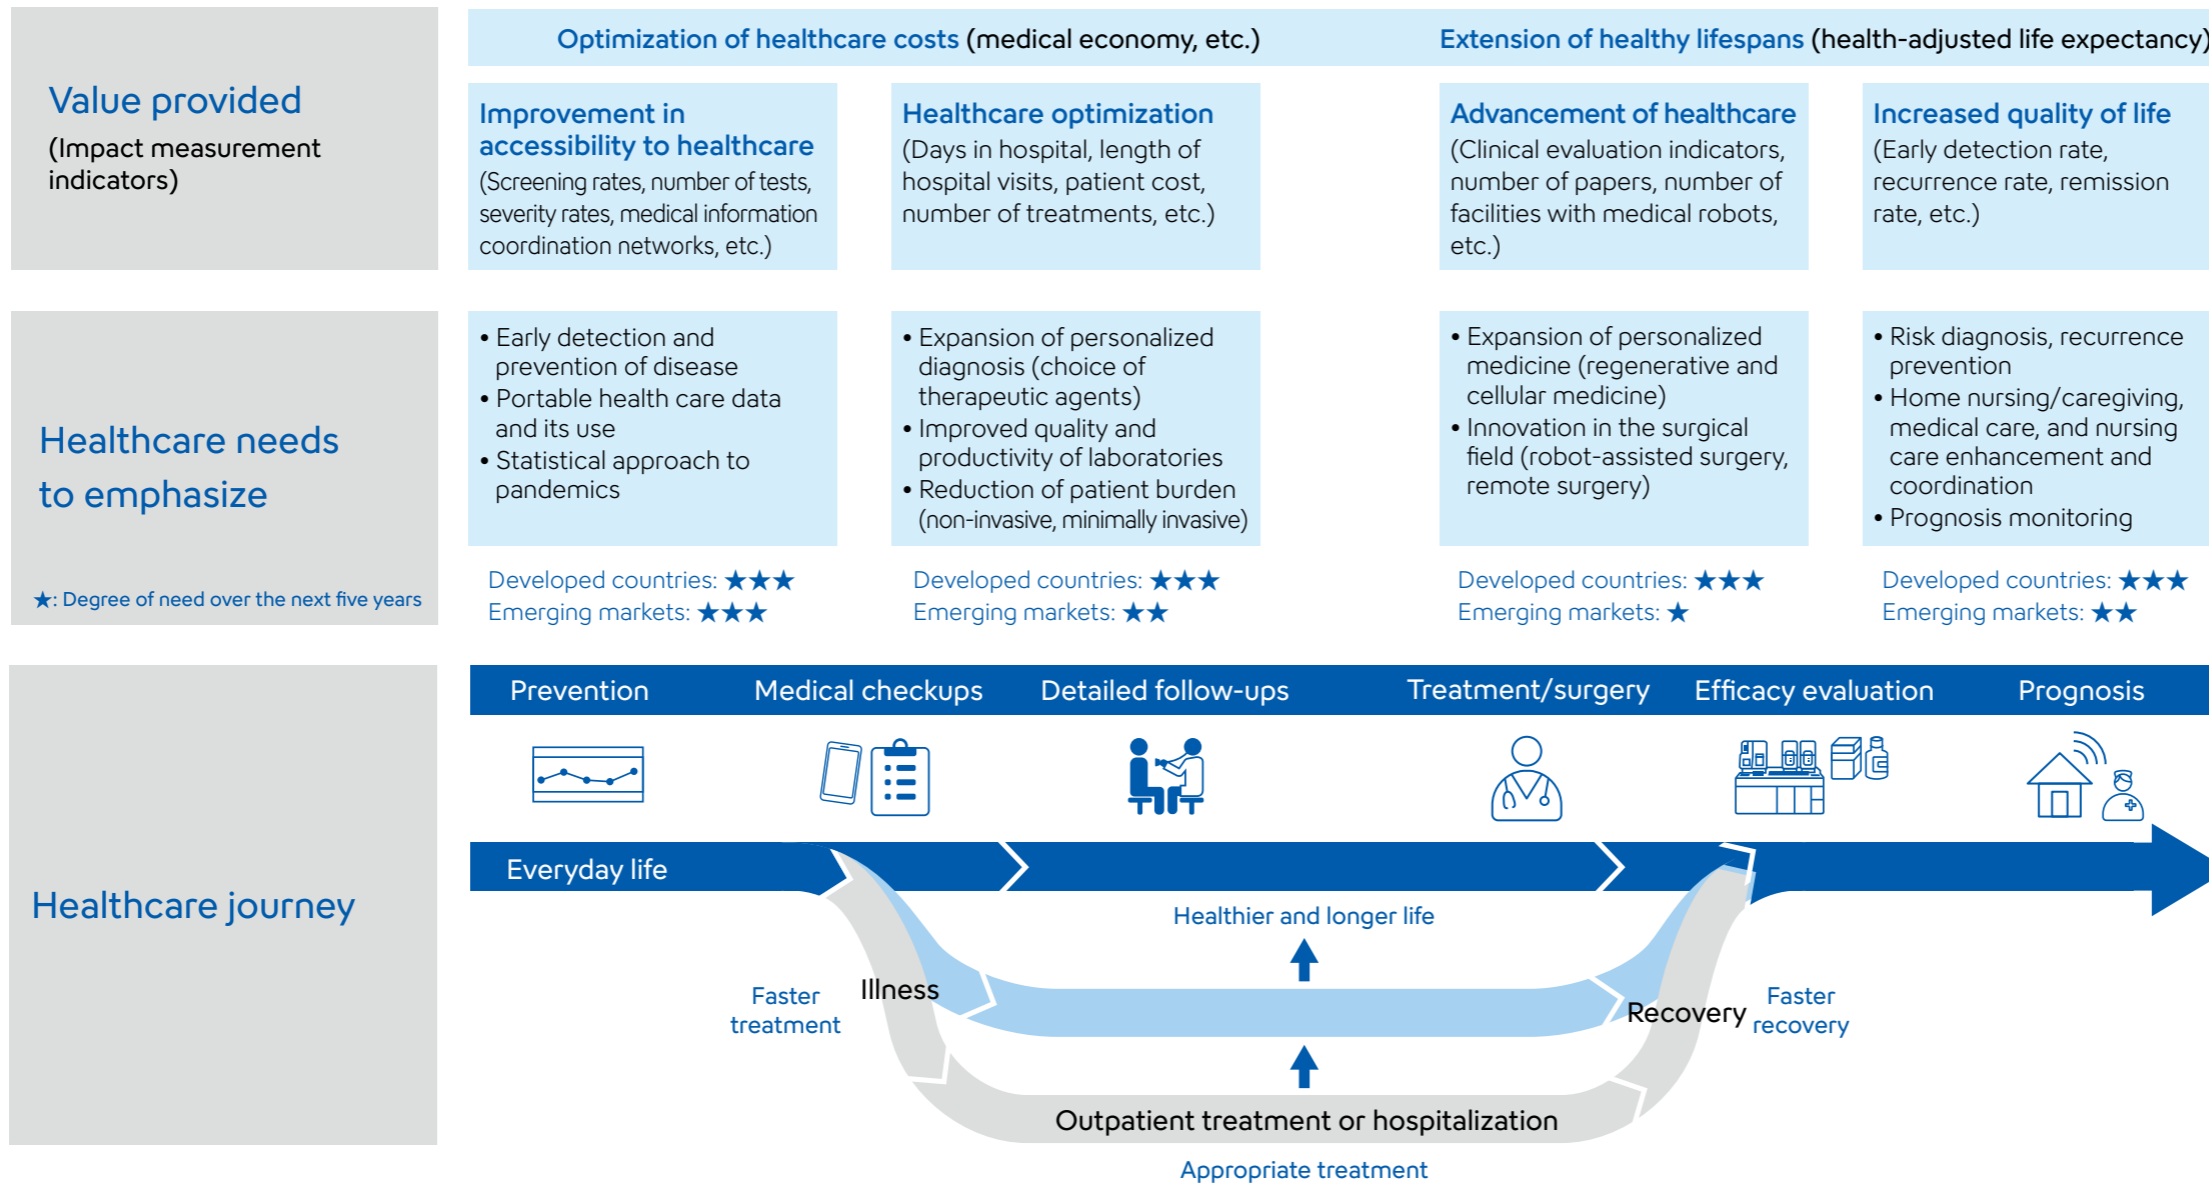 Value provided
(Impact measurement
indicators)
Optimization of healthcare costs (medical economy, etc.)
Extension of healthy lifespans (health-adjusted life expectancy)
Improvement in
accessibility to healthcare
(Screening rates, number of tests,
severity rates, medical information
coordination networks, etc.)
Healthcare optimization
(Days in hospital, length of
hospital visits, patient cost,
number of treatments, etc.)
Advancement of healthcare
(Clinical evaluation indicators,
number of papers, number of
facilities with medical robots,
etc.)
Increased quality of life
(Early detection rate,
recurrence rate, remission
rate, etc.)
Healthcare needs
to emphasize
★: Degree of need over the next five years
• Early detection and
prevention of disease
• Portable health care data
and its use
• Statistical approach to
pandemics
Developed countries: ★★★
Emerging markets: ★★★
• Expansion of personalized
diagnosis (choice of
therapeutic agents)
• Improved quality and
productivity of laboratories
• Reduction of patient burden
(non-invasive, minimally invasive)
Developed countries: ★★★
Emerging markets: ★★
• Expansion of personalized
medicine (regenerative and
cellular medicine)
• Innovation in the surgical
field (robot-assisted surgery,
remote surgery)
Developed countries: ★★★
Emerging markets: ★
• Risk diagnosis, recurrence
prevention
• Home nursing/caregiving,
medical care, and nursing
care enhancement and
coordination
• Prognosis monitoring
Developed countries: ★★★
Emerging markets: ★★
Healthcare journey
Prevention
Medical checkups
Detailed follow-ups
Treatment/surgery
Efficacy evaluation
Prognosis
Everyday life
Healthier and longer life
Faster
treatment
Illness
Recovery
Faster
recovery
Outpatient treatment or hospitalization
Appropriate treatment